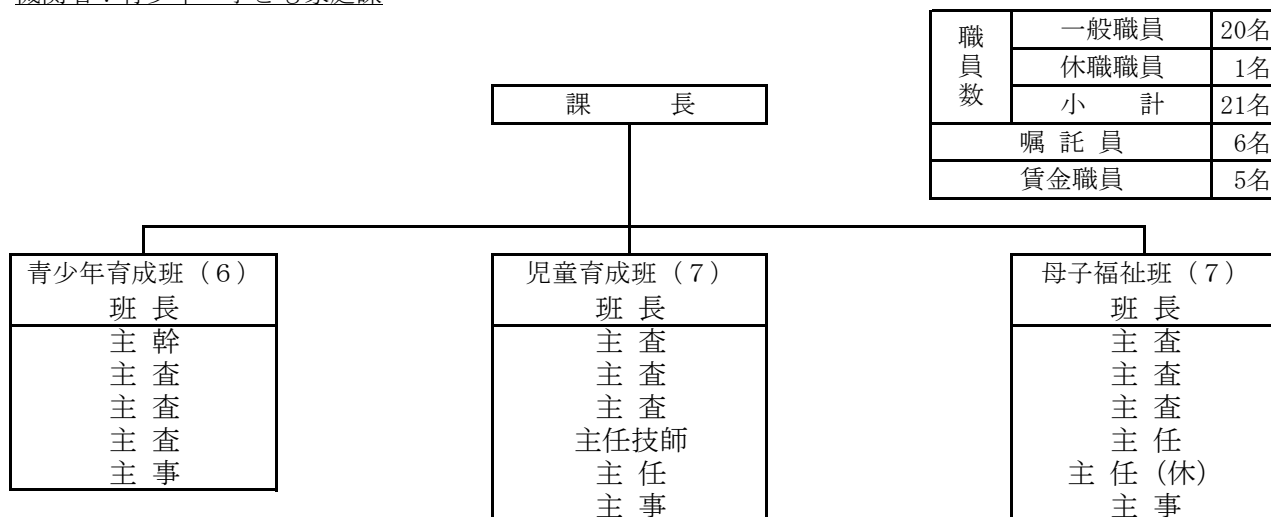 職員数
一般職員 20名
休職職員 1名
小 計 21名
嘱 託 員 6名
賃金職員 5名
課 長
青少年育成班(6)
班 長
主 幹
主 査
主 査
主 査
主 事
児童育成班(7)
班 長
主 査
主 査
主 査
主任技師
主 任
主 事
母子福祉班(7)
班 長
主 査
主 査
主 査
主 任
主 任(休)
主 事